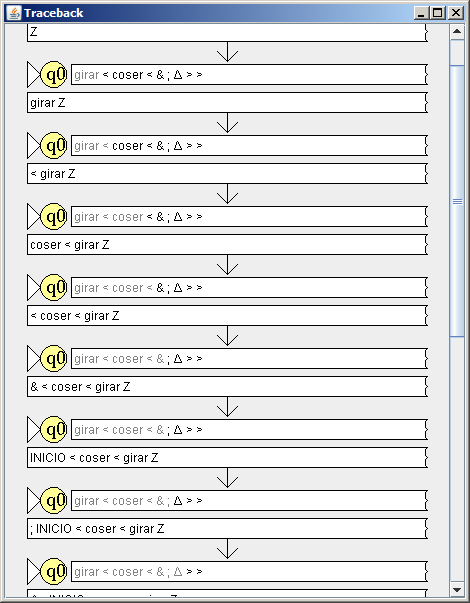 Traceback
Z
q0 girar < coser < & ; Δ > >
girar Z
q0 girar < coser < & ; Δ > >
< girar Z
q0 girar < coser < & ; Δ > >
coser < girar Z
q0 girar < coser < & ; Δ > >
< coser < girar Z
q0 girar < coser < & ; Δ > >
& < coser < girar Z
q0 girar < coser < & ; Δ > >
INICIO < coser < girar Z
q0 girar < coser < & ; Δ > >
; INICIO < coser < girar Z
q0 girar < coser < & ; Δ > >